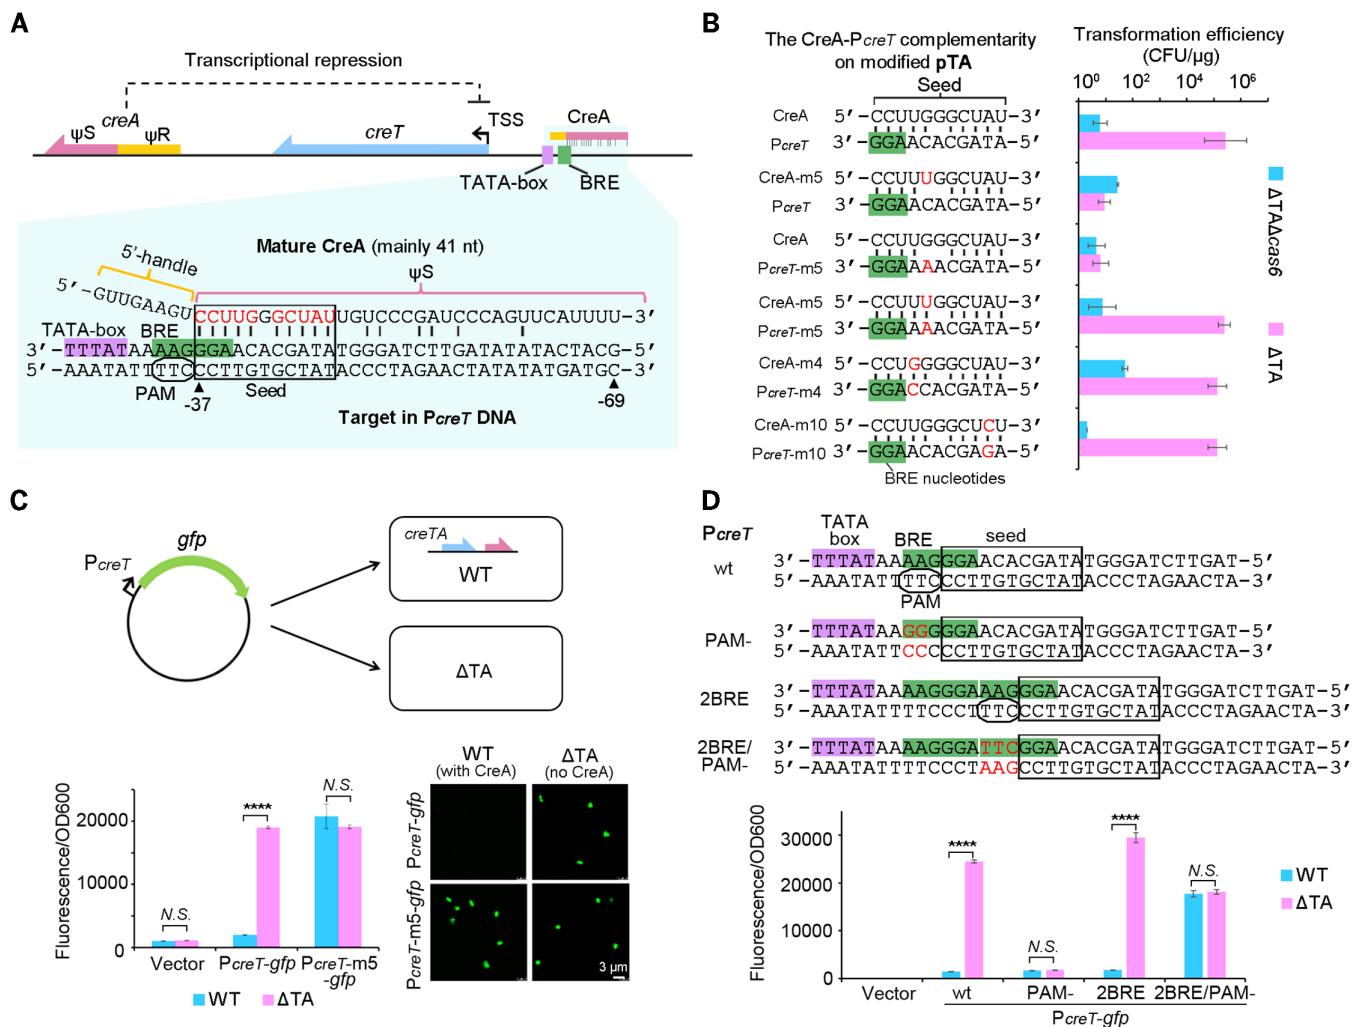 A
Transcriptional repression
creA
ψS
ψR
creT
TSS
CreA
TATA-box
BRE
Mature CreA (mainly 41 nt)
5'-handle
ψS
5'-GUUGAAGU
CCUUGGGCUAUUGUCCCGAUCCCAGUUCAUUUU-3'
TATA-box
BRE
3'-TTTATAAAAGGGAACACGATATGGGATCTTGATATATACTACG-5'
5'-AAATATTTTCCCTTGTGCTATACCCTAGAACTATATATGATGC-3'
PAM
Seed
-37
-69
Target in PcreT DNA
B
The CreA-PcreT complementarity
on modified pTA
Seed
Transformation efficiency
(CFU/µg)
10⁰ 10² 10⁴ 10⁶
CreA 5'-CCUUGGGCUAU-3'
PcreT 3'-GGAACACGATA-5'
CreA-m5 5'-CCUUUGGCUAU-3'
PcreT 3'-GGAACACGATA-5'
CreA 5'-CCUUGGGCUAU-3'
PcreT-m5 3'-GGAAAACGATA-5'
CreA-m5 5'-CCUUUGGCUAU-3'
PcreT-m5 3'-GGAAAACGATA-5'
CreA-m4 5'-CCUGGGGCUAU-3'
PcreT-m4 3'-GGACCACGATA-5'
CreA-m10 5'-CCUUGGGCUCU-3'
PcreT-m10 3'-GGAACACGAGA-5'
BRE nucleotides
ΔTAΔcas6
ΔTA
C
PcreT
gfp
creTA
WT
ΔTA
Fluorescence/OD600
20000
10000
0
N.S.
****
N.S.
Vector
PcreT-gfp
PcreT-m5
-gfp
WT
ΔTA
WT
(with CreA)
ΔTA
(no CreA)
PcreT-gfp
PcreT-m5-gfp
3 µm
D
PcreT
TATA
box
BRE
seed
wt
3'-TTTATAAAAGGGAACACGATATGGGATCTTGAT-5'
5'-AAATATTTTCCCTTGTGCTATACCCTAGAACTA-3'
PAM
PAM-
3'-TTTATAAGGGGGAACACGATATGGGATCTTGAT-5'
5'-AAATATTCCCCCTTGTGCTATACCCTAGAACTA-3'
2BRE
3'-TTTATAAAAGGGAAAGGGAACACGATATGGGATCTTGAT-5'
5'-AAATATTTTCCCTTTCCCTTGTGCTATACCCTAGAACTA-3'
2BRE/
PAM-
3'-TTTATAAAAGGGATTCGGAACACGATATGGGATCTTGAT-5'
5'-AAATATTTTCCCTAAGCCTTGTGCTATACCCTAGAACTA-3'
Fluorescence/OD600
30000
20000
10000
0
****
N.S.
****
N.S.
Vector
wt
PAM-
2BRE
2BRE/PAM-
PcreT-gfp
WT
ΔTA